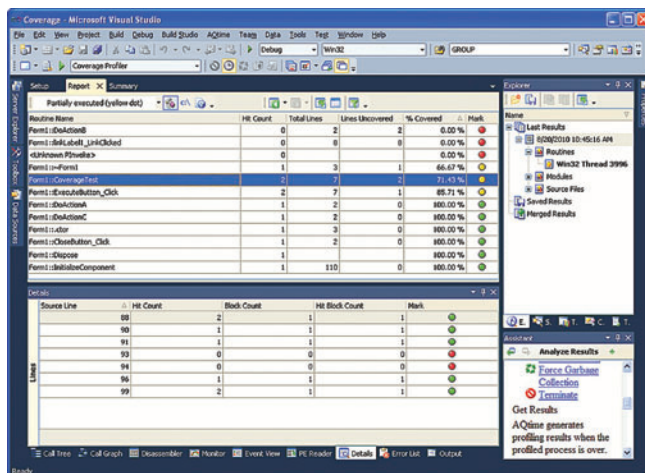 Coverage - Microsoft Visual Studio
File Edit View Project Build Debug Build Studio AQtime Team Data Tools Test Window Help
Debug Win32 GROUP
Coverage Profiler
Setup Report X Summary
Explorer
Partially executed (yellow dot)
Routine Name Hit Count Total Lines Lines Uncovered % Covered Mark
Form1::DoActionB 0 2 2 0.00 %
Form1::linkLabel1_LinkClicked 0 0 0 0.00 %
<Unknown PInvoke> 0 0.00 %
Form1::~Form1 1 3 1 66.67 %
Form1::CoverageTest 2 7 2 71.43 %
Form1::ExecuteButton_Click 2 7 1 85.71 %
Form1::DoActionA 1 2 0 100.00 %
Form1::DoActionC 1 2 0 100.00 %
Form1::.ctor 1 3 0 100.00 %
Form1::CloseButton_Click 1 2 0 100.00 %
Form1::Dispose 1 100.00 %
Form1::InitializeComponent 1 110 0 100.00 %
Name
Last Results
8/20/2010 10:45:16 AM
Routines
Win32 Thread 3996
Modules
Source Files
Saved Results
Merged Results
Server Explorer
Toolbox
Data Sources
Properties
Details
Source Line Hit Count Block Count Hit Block Count Mark
88 2 1 1
90 1 1 1
91 1 1 1
93 0 0 0
94 0 0 0
96 1 1 1
99 2 1 1
Lines
E. S. T. C. T.
Assistant
Analyze Results
Force Garbage
Collection
Terminate
Get Results
AQtime generates
profiling results when the
profiled process is over.
Call Tree Call Graph Disassembler Monitor Event View PE Reader Details Error List Output
Ready